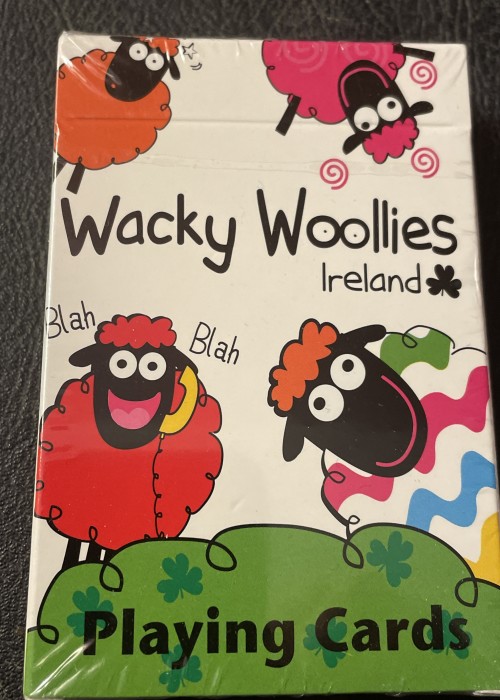 Wacky Woollies
Ireland
Blah
Blah
Playing Cards